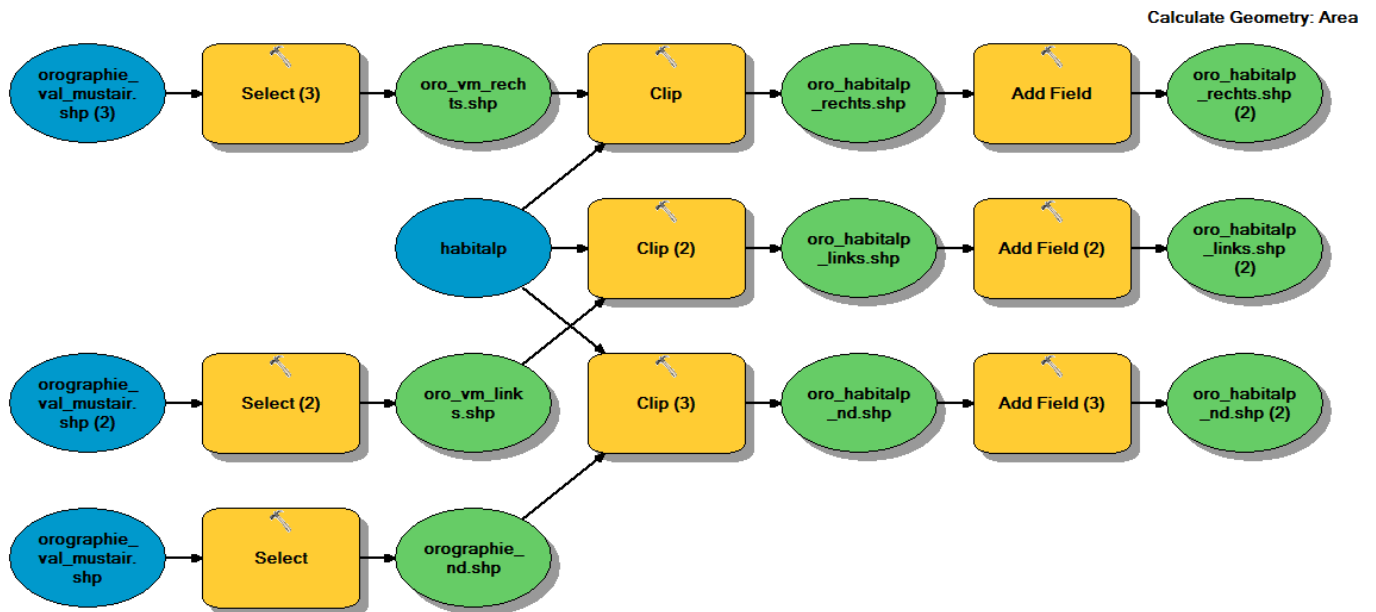 Calculate Geometry: Area
orographie_
val_mustair.
shp (3)
Select (3)
oro_vm_rech
ts.shp
Clip
oro_habitalp
_rechts.shp
Add Field
oro_habitalp
_rechts.shp
(2)
habitalp
Clip (2)
oro_habitalp
_links.shp
Add Field (2)
oro_habitalp
_links.shp
(2)
orographie_
val_mustair.
shp (2)
Select (2)
oro_vm_link
s.shp
Clip (3)
oro_habitalp
_nd.shp
Add Field (3)
oro_habitalp
_nd.shp (2)
orographie_
val_mustair.
shp
Select
orographie_
nd.shp